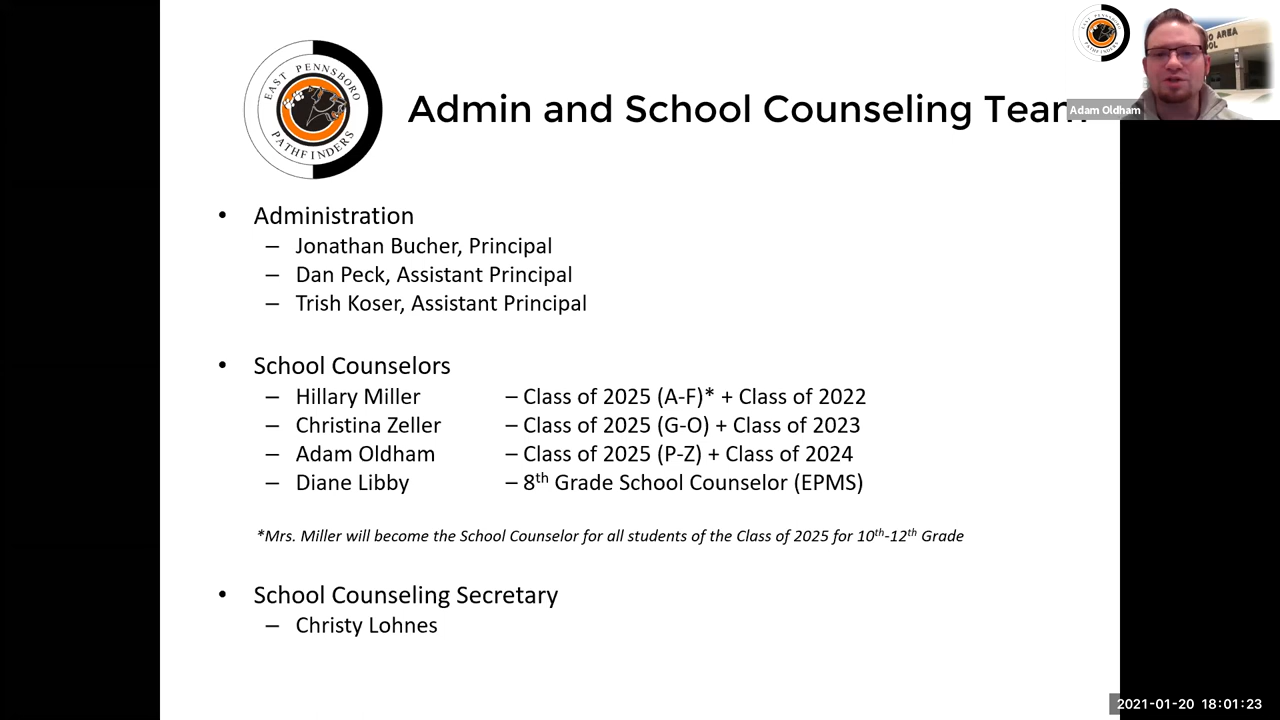 EAST PENNSBORO
PATHFINDERS
Admin and School Counseling Team
Adam Oldham
• Administration
– Jonathan Bucher, Principal
– Dan Peck, Assistant Principal
– Trish Koser, Assistant Principal
• School Counselors
– Hillary Miller – Class of 2025 (A-F)* + Class of 2022
– Christina Zeller – Class of 2025 (G-O) + Class of 2023
– Adam Oldham – Class of 2025 (P-Z) + Class of 2024
– Diane Libby – 8th Grade School Counselor (EPMS)
*Mrs. Miller will become the School Counselor for all students of the Class of 2025 for 10th-12th Grade
• School Counseling Secretary
– Christy Lohnes
2021-01-20 18:01:23